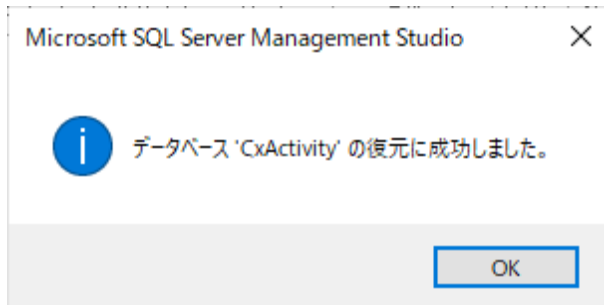 Microsoft SQL Server Management Studio
データベース 'CxActivity' の復元に成功しました。
OK